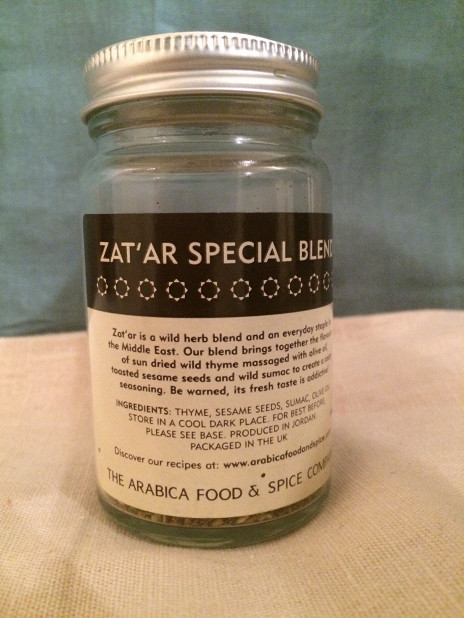 ZAT'AR SPECIAL BLEND
Zat'ar is a wild herb blend and an everyday staple in
the Middle East. Our blend brings together the
of sun dried wild thyme massaged with olive oil,
toasted sesame seeds and wild sumac to create a
seasoning. Be warned, its fresh taste is addictive!
INGREDIENTS: THYME, SESAME SEEDS, SUMAC, OLIVE
STORE IN A COOL DARK PLACE. FOR BEST BEFORE,
PLEASE SEE BASE. PRODUCED IN JORDAN.
PACKAGED IN THE UK
Discover our recipes at: www.arabicafoodandspice
THE ARABICA FOOD & SPICE